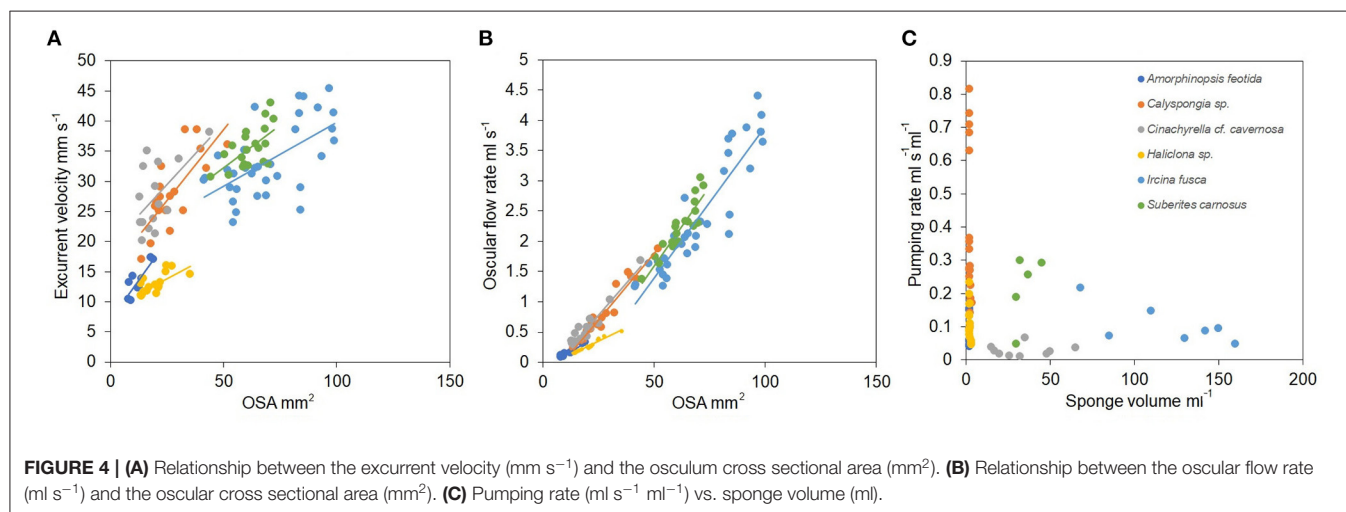 A
Excurrent velocity mm s⁻¹
50
45
40
35
30
25
20
15
10
5
0
0 50 100 150
OSA mm²
B
Oscular flow rate ml s⁻¹
5
4.5
4
3.5
3
2.5
2
1.5
1
0.5
0
0 50 100 150
OSA mm²
C
Pumping rate ml s⁻¹ ml⁻¹
0.9
0.8
0.7
0.6
0.5
0.4
0.3
0.2
0.1
0
0 50 100 150 200
Sponge volume ml⁻¹
Amorphinopsis feotida
Calyspongia sp.
Cinachyrella cf. cavernosa
Haliclona sp.
Ircina fusca
Suberites carnosus
FIGURE 4 | (A) Relationship between the excurrent velocity (mm s⁻¹) and the osculum cross sectional area (mm²). (B) Relationship between the oscular flow rate
(ml s⁻¹) and the oscular cross sectional area (mm²). (C) Pumping rate (ml s⁻¹ ml⁻¹) vs. sponge volume (ml).